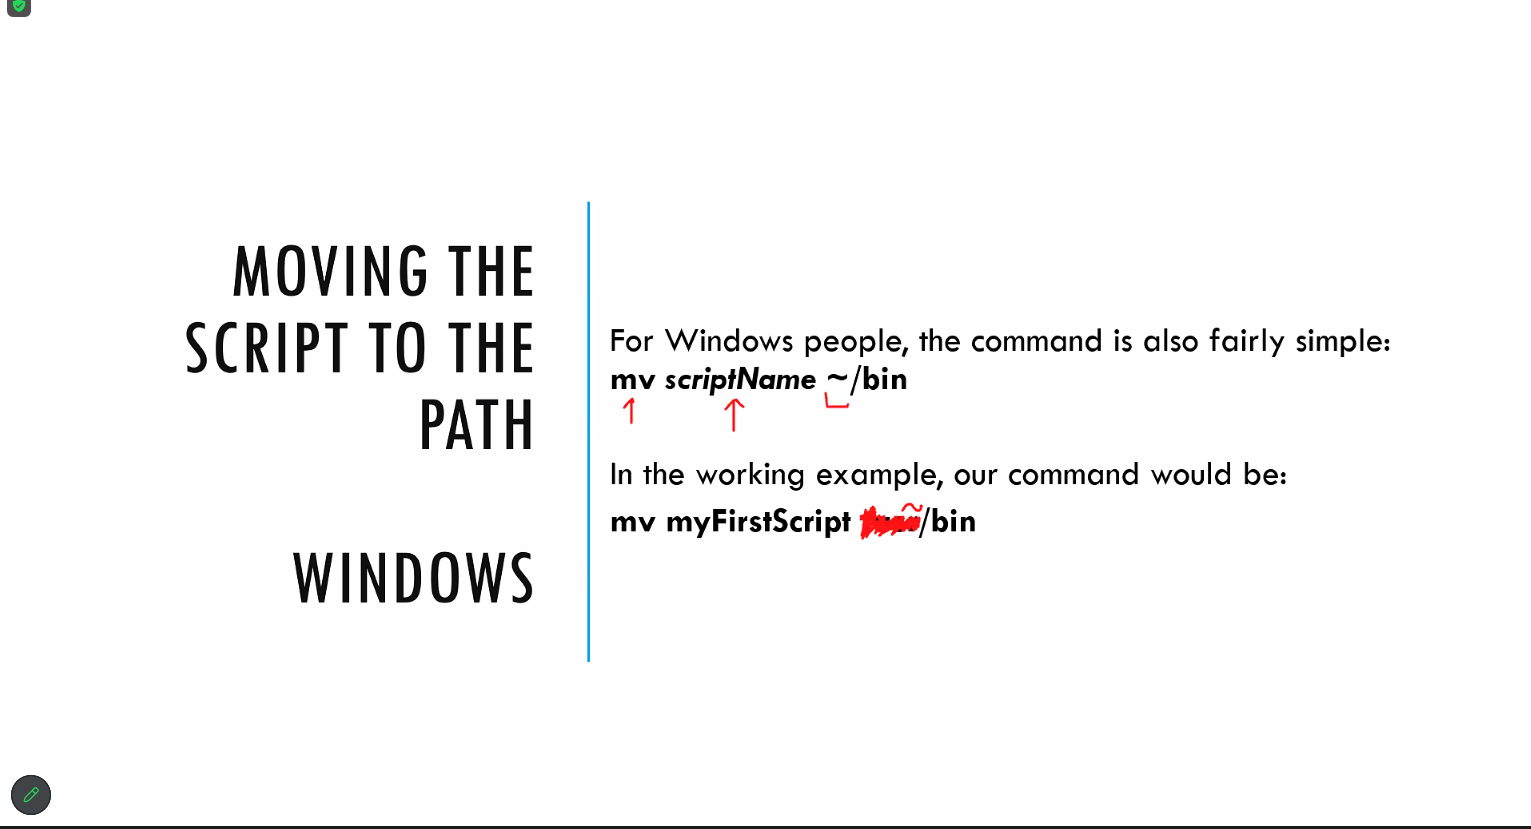 MOVING THE
SCRIPT TO THE
PATH
WINDOWS
For Windows people, the command is also fairly simple:
mv scriptName ~/bin
In the working example, our command would be:
mv myFirstScript ~/bin